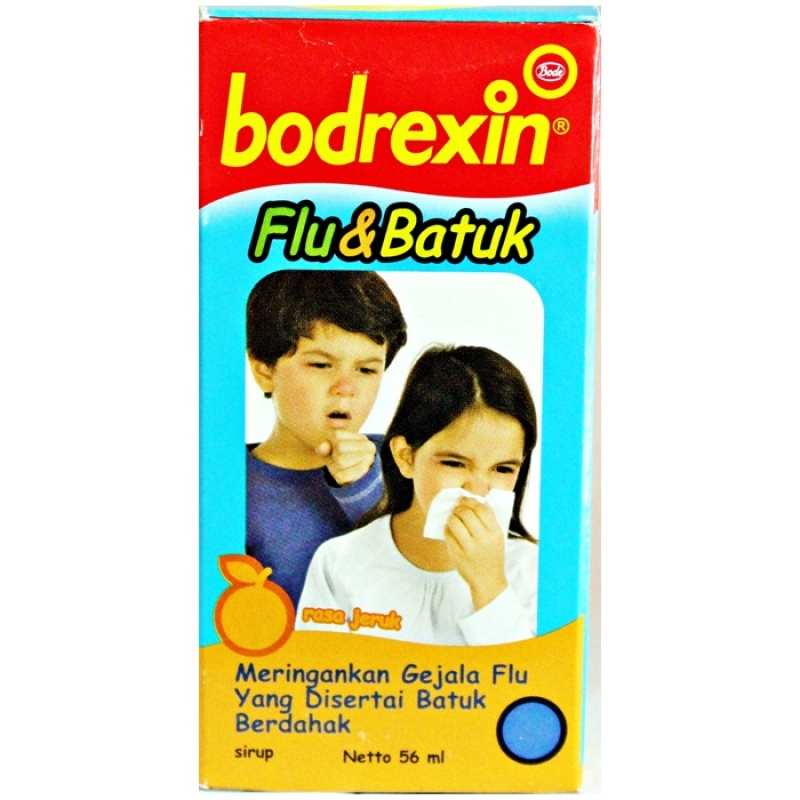 Bode
bodrexin®
Flu&Batuk
rasa jeruk
Meringankan Gejala Flu
Yang Disertai Batuk
Berdahak
sirup
Netto 56 ml